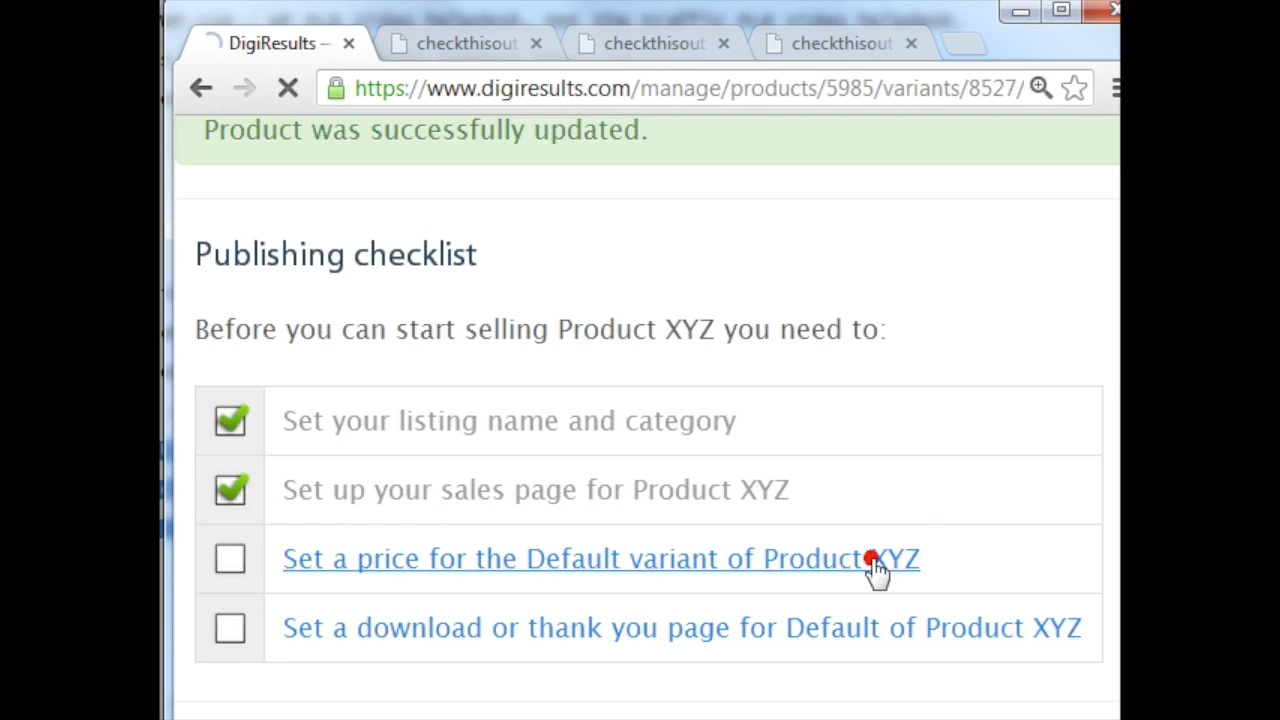 DigiResults –
checkthisout
checkthisout
checkthisout
https://www.digiresults.com/manage/products/5985/variants/8527/
Product was successfully updated.
Publishing checklist
Before you can start selling Product XYZ you need to:
Set your listing name and category
Set up your sales page for Product XYZ
Set a price for the Default variant of Product XYZ
Set a download or thank you page for Default of Product XYZ